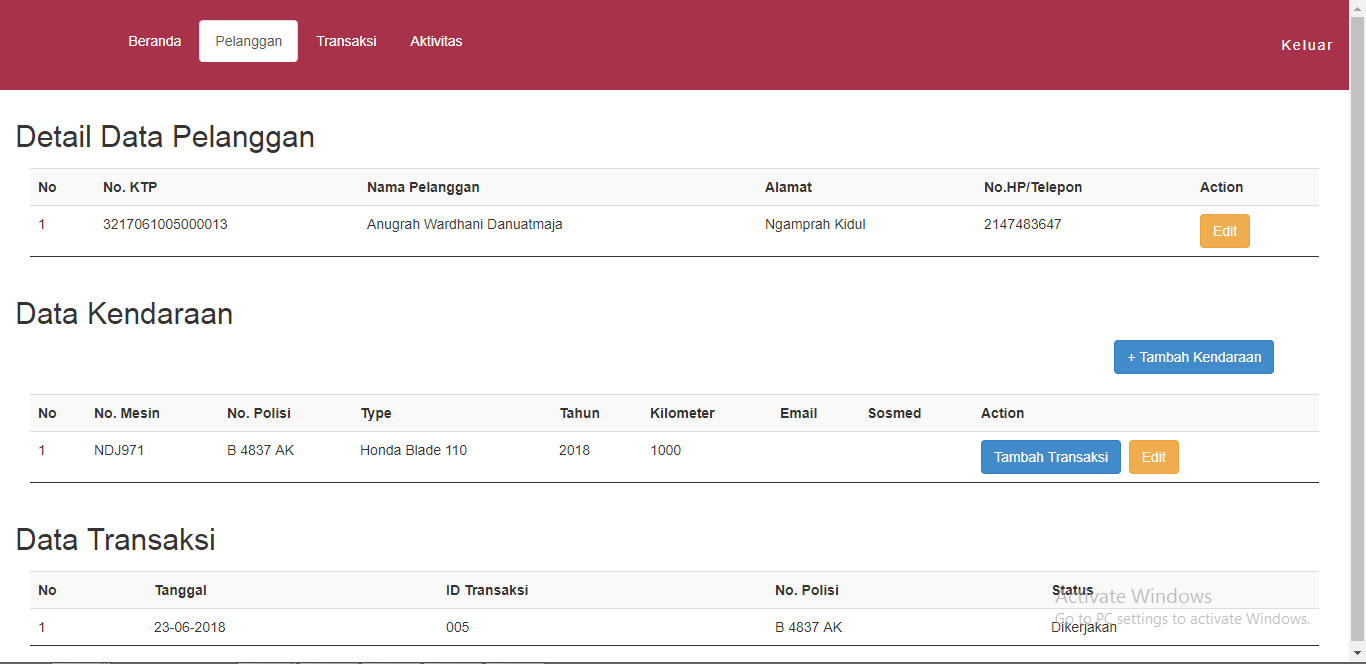 Beranda Pelanggan Transaksi Aktivitas Keluar
Detail Data Pelanggan
No No. KTP Nama Pelanggan Alamat No.HP/Telepon Action
1 3217061005000013 Anugrah Wardhani Danuatmaja Ngamprah Kidul 2147483647 Edit
Data Kendaraan
+ Tambah Kendaraan
No No. Mesin No. Polisi Type Tahun Kilometer Email Sosmed Action
1 NDJ971 B 4837 AK Honda Blade 110 2018 1000 Tambah Transaksi Edit
Data Transaksi
No Tanggal ID Transaksi No. Polisi Status
Activate Windows
Go to PC settings to activate Windows.
1 23-06-2018 005 B 4837 AK Dikerjakan